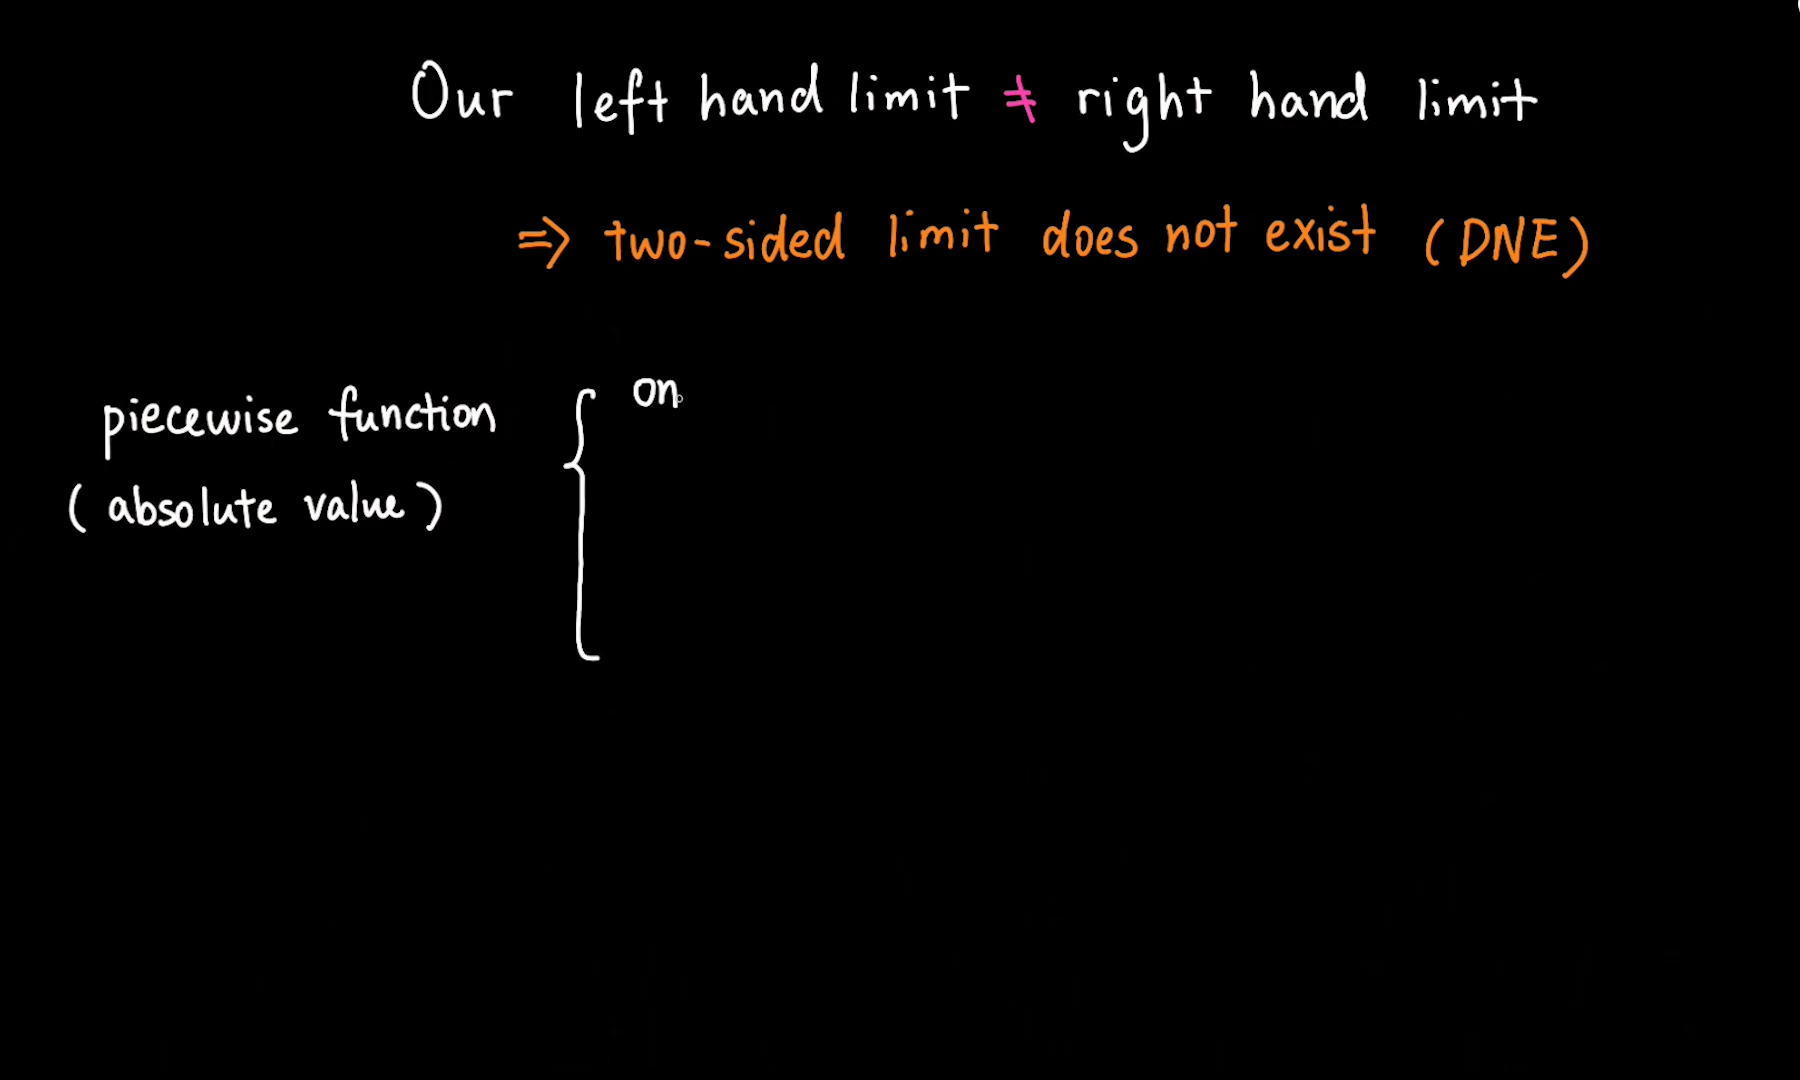 Our left hand limit ≠ right hand limit
⇒ two-sided limit does not exist (DNE)
piecewise function { on
(absolute value)